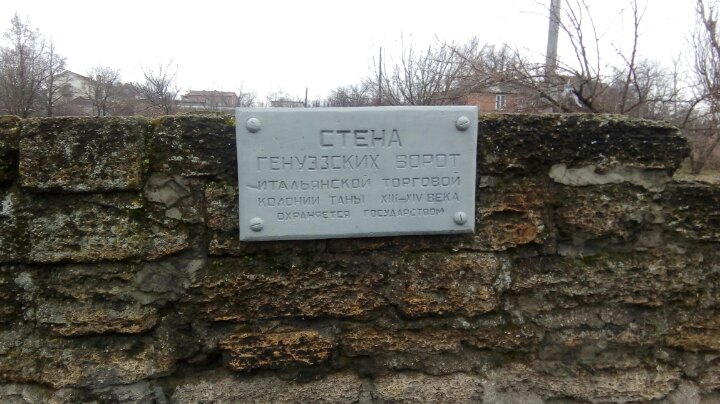 СТЕНА
ГЕНУЭЗСКИХ ВОРОТ
ИТАЛЬЯНСКОЙ ТОРГОВОЙ
КОЛОНИИ ТАНЫ XIII-XIV ВЕКА
ОХРАНЯЕТСЯ ГОСУДАРСТВОМ